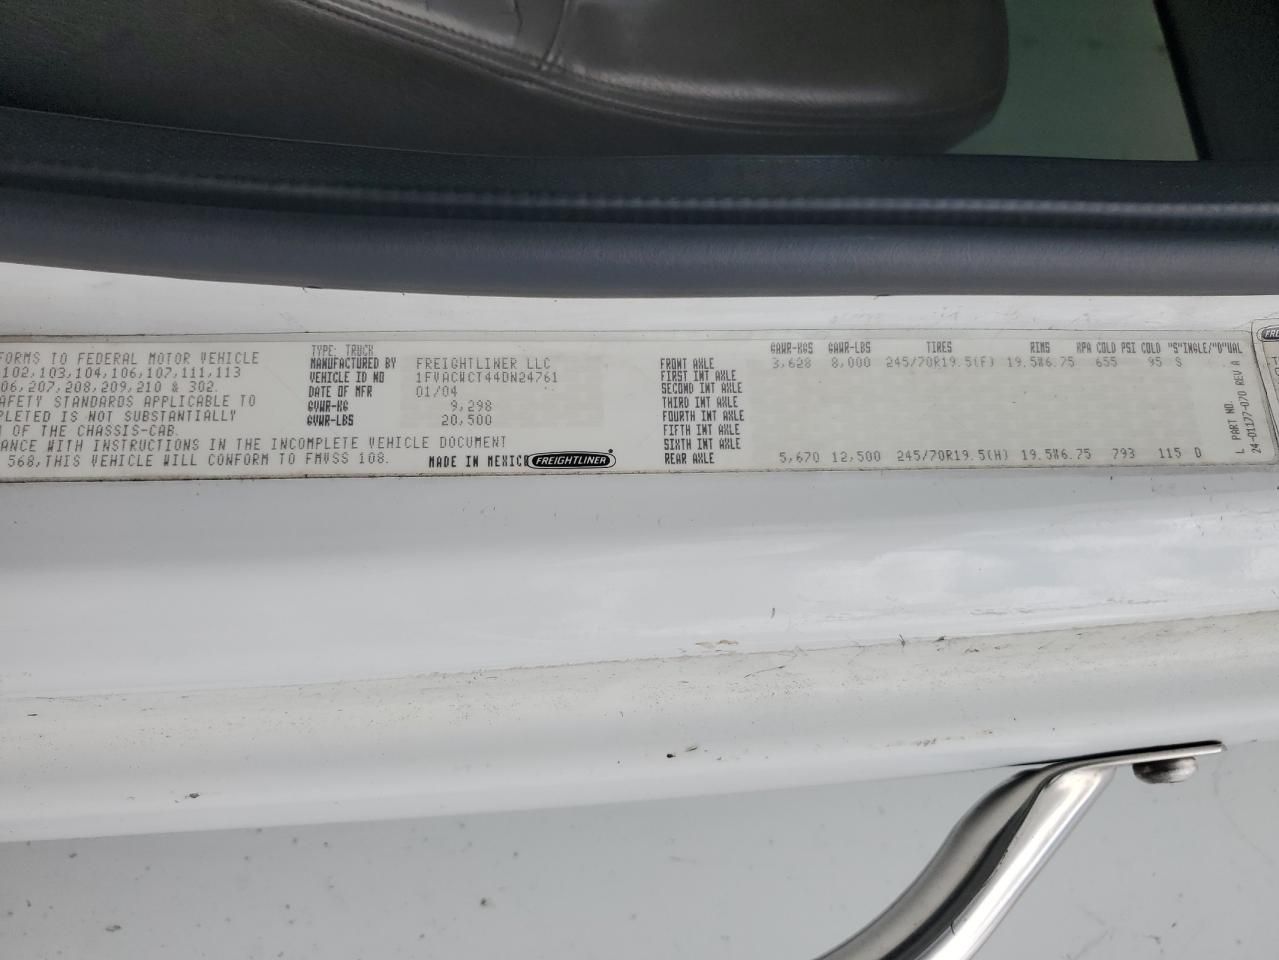 FORMS TO FEDERAL MOTOR VEHICLE
102,103,104,106,107,111,113
06,207,208,209,210 & 302.
AFETY STANDARDS APPLICABLE TO
PLETED IS NOT SUBSTANTIALLY
OF THE CHASSIS-CAB.
ANCE WITH INSTRUCTIONS IN THE INCOMPLETE VEHICLE DOCUMENT
568,THIS VEHICLE WILL CONFORM TO FMVSS 108.
TYPE: TRUCK
MANUFACTURED BY FREIGHTLINER LLC
VEHICLE ID NO 1FVACWCT44DN24761
DATE OF MFR 01/04
GVWR-KG 9,298
GVWR-LBS 20,500
MADE IN MEXICO FREIGHTLINER
GAWR-KGS GAWR-LBS TIRES RIMS KPA COLD PSI COLD "S"INGLE/"D"UAL
FRONT AXLE 3,628 8,000 245/70R19.5(F) 19.5X6.75 655 95 S
FIRST INT AXLE
SECOND INT AXLE
THIRD INT AXLE
FOURTH INT AXLE
FIFTH INT AXLE
SIXTH INT AXLE
REAR AXLE 5,670 12,500 245/70R19.5(H) 19.5X6.75 793 115 D
L PART NO.
24-01177-070 REV A